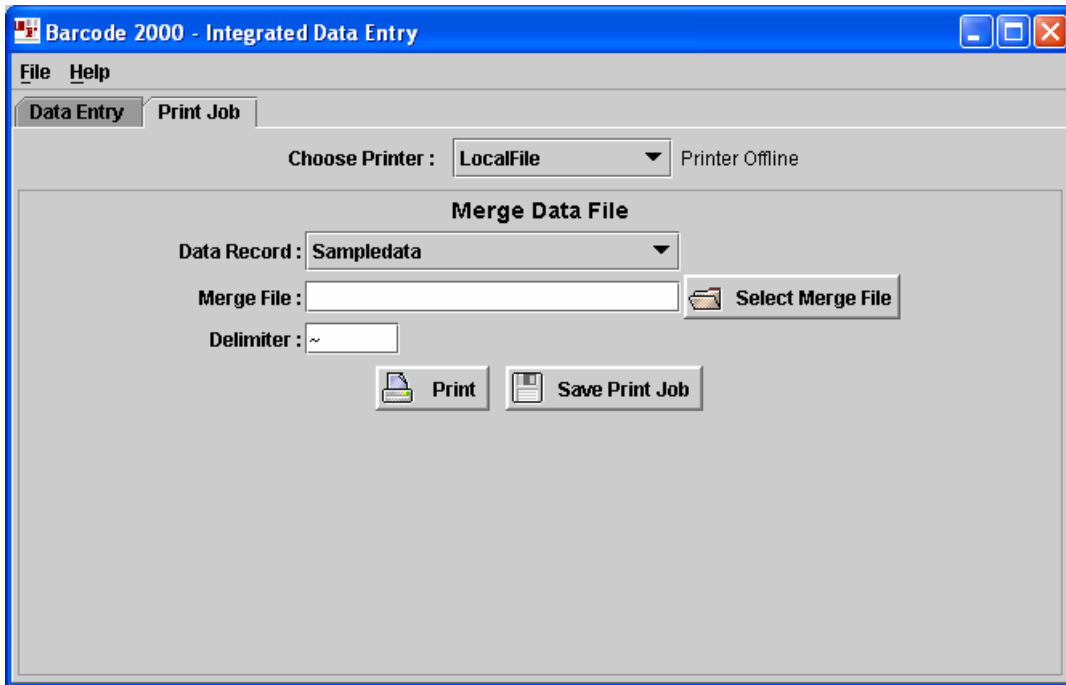 Barcode 2000 - Integrated Data Entry
File Help
Data Entry Print Job
Choose Printer : LocalFile Printer Offline
Merge Data File
Data Record : Sampledata
Merge File : Select Merge File
Delimiter : ~
Print Save Print Job